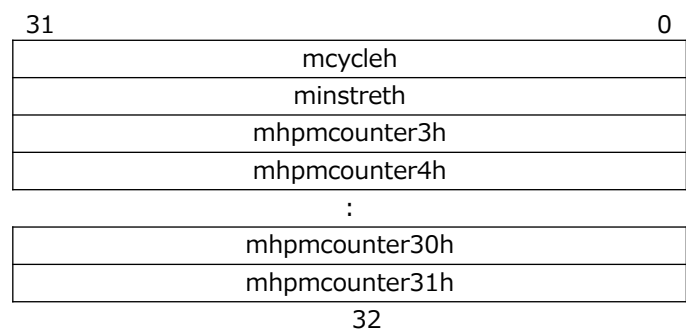 31 0
mcycleh
minstreth
mhpmcounter3h
mhpmcounter4h
:
mhpmcounter30h
mhpmcounter31h
32